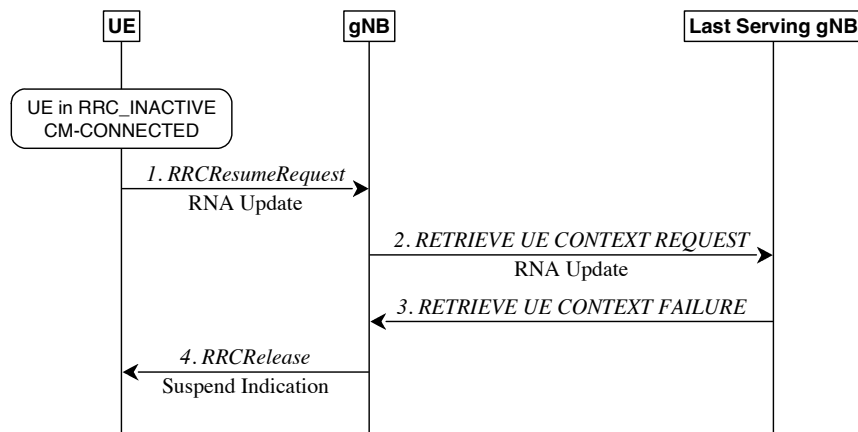 UE
gNB
Last Serving gNB
UE in RRC_INACTIVE
CM-CONNECTED
1. RRCResumeRequest
RNA Update
2. RETRIEVE UE CONTEXT REQUEST
RNA Update
3. RETRIEVE UE CONTEXT FAILURE
4. RRCRelease
Suspend Indication